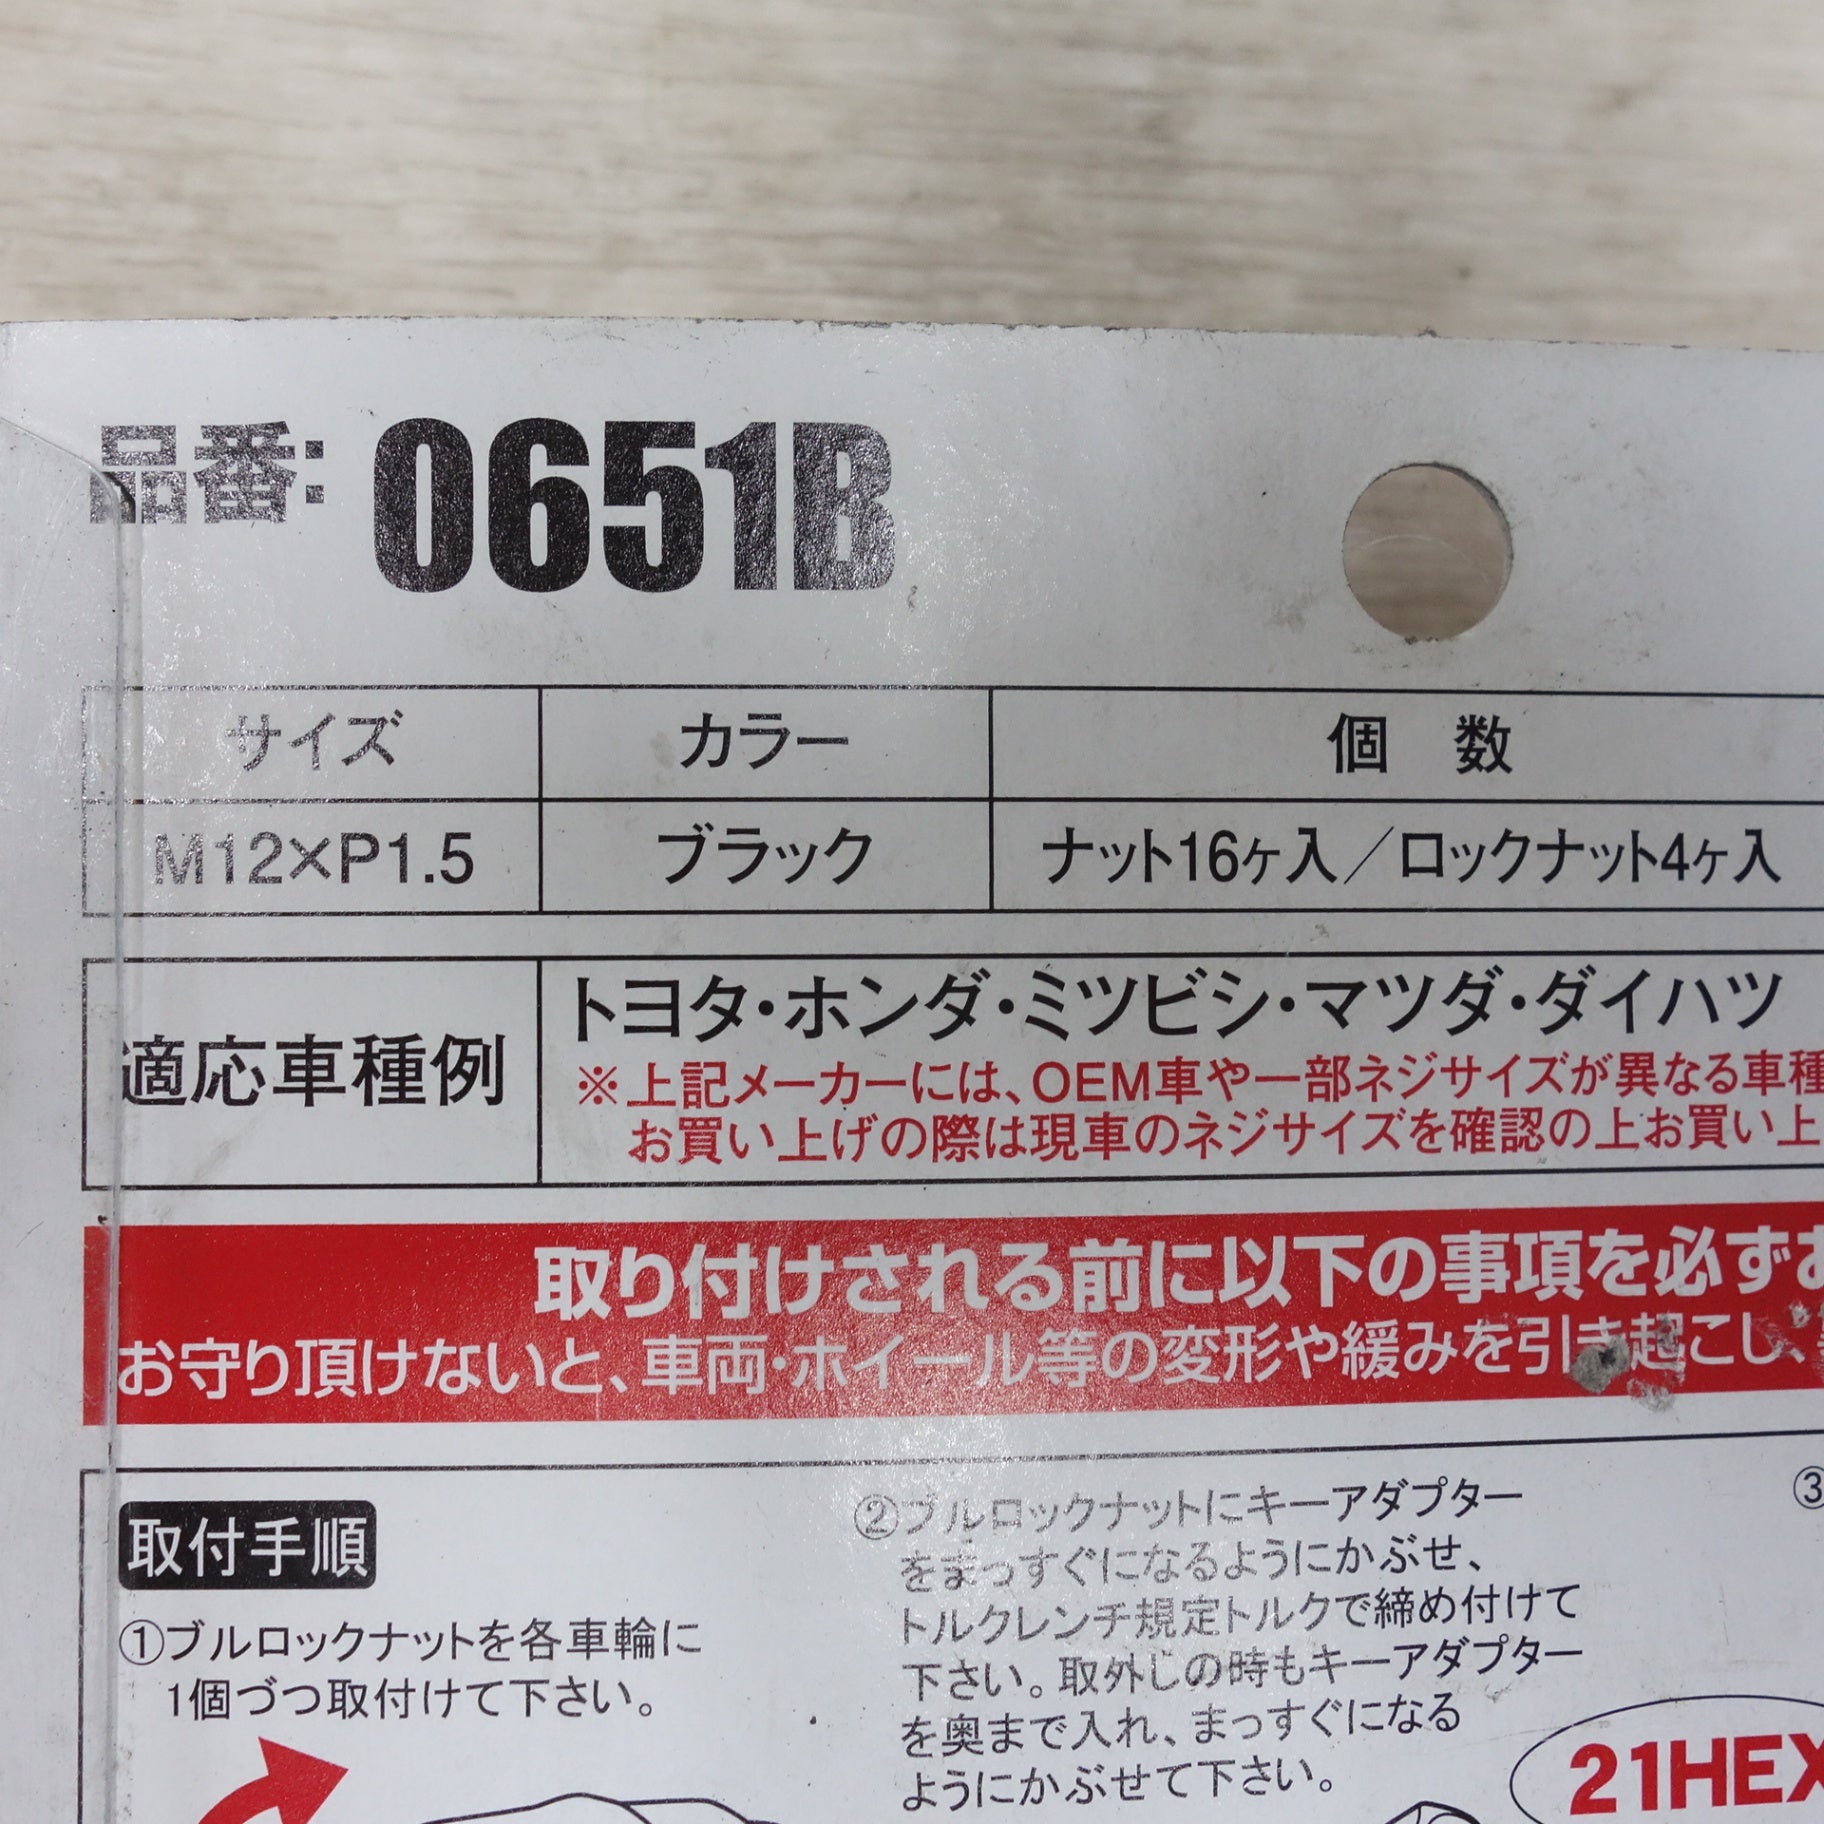 品番: 0651B
サイズ カラー 個 数
M12×P1.5 ブラック ナット16ヶ入／ロックナット4ヶ入
適応車種例
トヨタ・ホンダ・ミツビシ・マツダ・ダイハツ
※上記メーカーには、OEM車や一部ネジサイズが異なる車種
お買い上げの際は現車のネジサイズを確認の上お買い上
取り付けされる前に以下の事項を必ずお
お守り頂けないと、車両・ホイール等の変形や緩みを引き起こし、
取付手順
①ブルロックナットを各車輪に
1個づつ取付けて下さい。
②ブルロックナットにキーアダプター
をまっすぐになるようにかぶせ、
トルクレンチ規定トルクで締め付けて
下さい。取外しの時もキーアダプター
を奥まで入れ、まっすぐになる
ようにかぶせて下さい。
③
21HEX